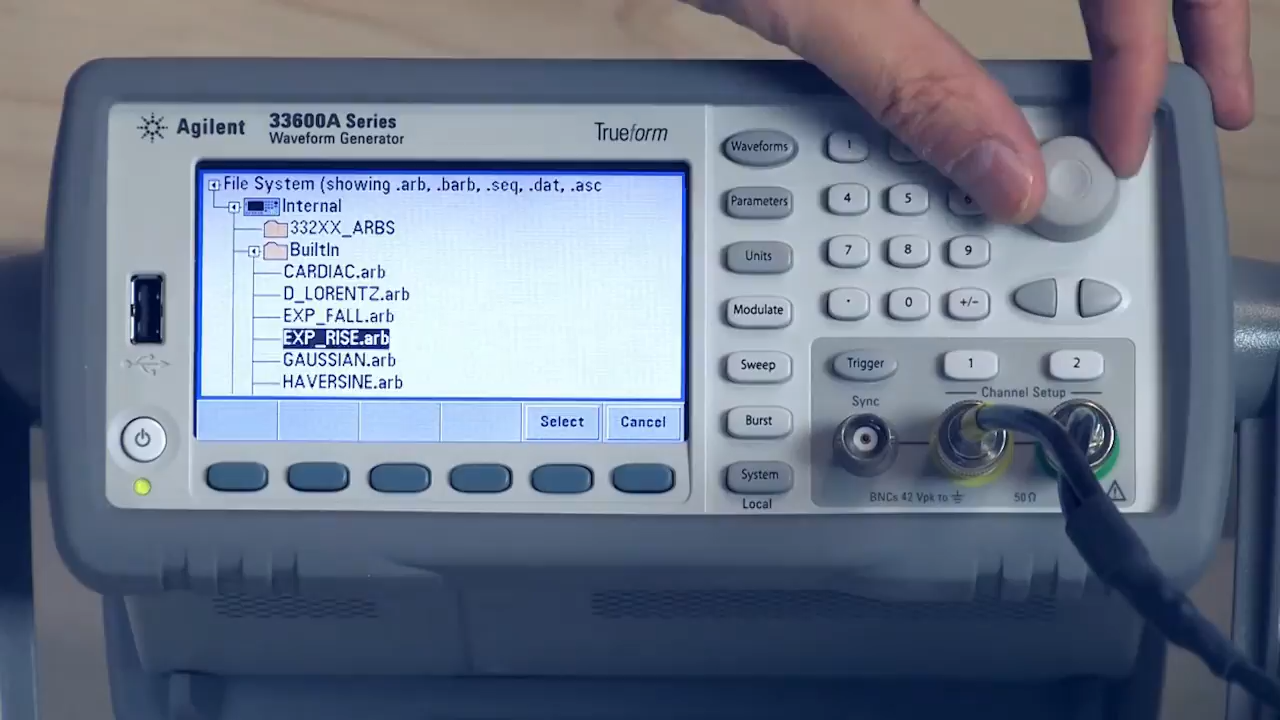 Agilent
33600A Series
Waveform Generator
Trueform
File System (showing .arb, .barb, .seq, .dat, .asc
Internal
332XX_ARBS
BuiltIn
CARDIAC.arb
D_LORENTZ.arb
EXP_FALL.arb
EXP_RISE.arb
GAUSSIAN.arb
HAVERSINE.arb
Select
Cancel
Waveforms
Parameters
Units
Modulate
Sweep
Burst
System
Local
1
4 5 6
7 8 9
. 0 +/-
Trigger
1
2
Channel Setup
Sync
BNCs 42 Vpk to
50Ω